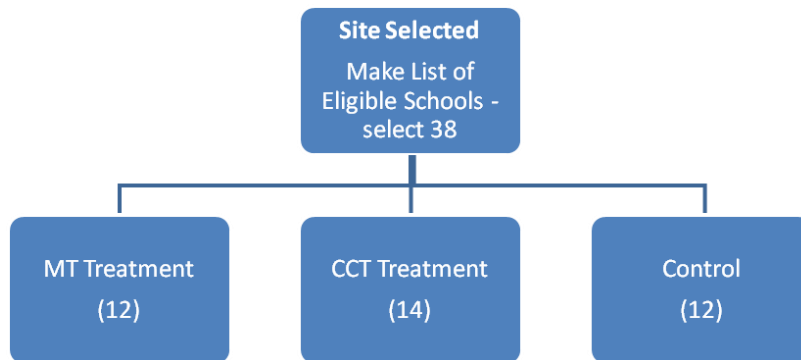 Site Selected
Make List of
Eligible Schools -
select 38
MT Treatment
(12)
CCT Treatment
(14)
Control
(12)